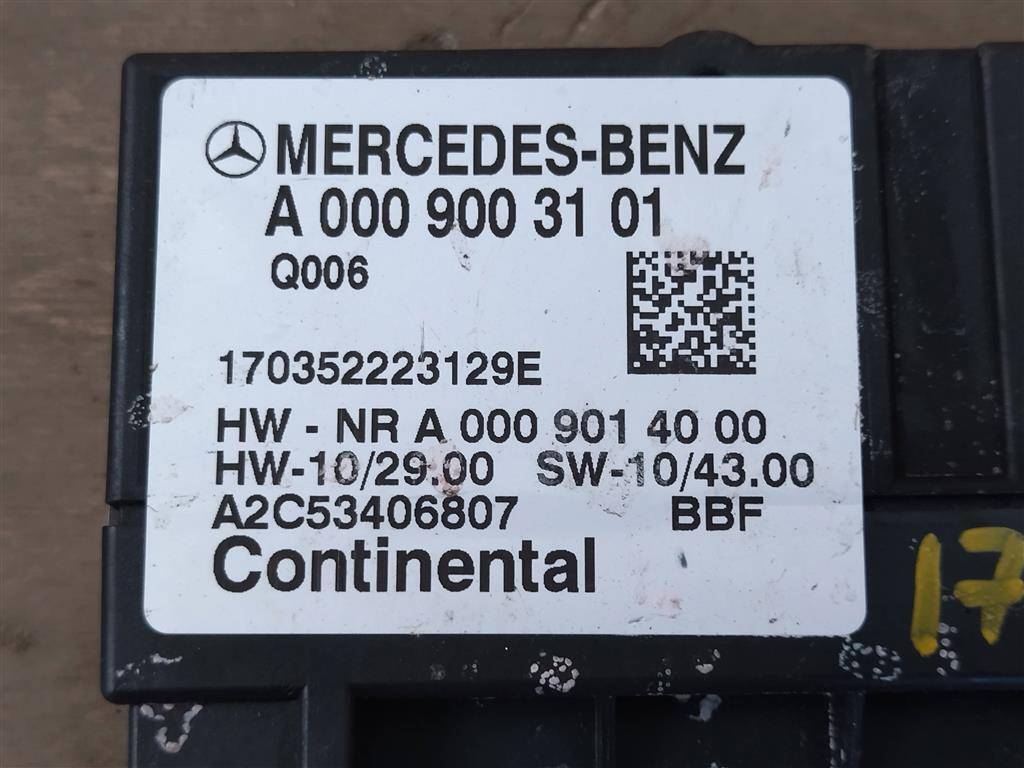 MERCEDES-BENZ
A 000 900 31 01
Q006
170352223129E
HW - NR A 000 901 40 00
HW-10/29.00 SW-10/43.00
A2C53406807 BBF
Continental
17